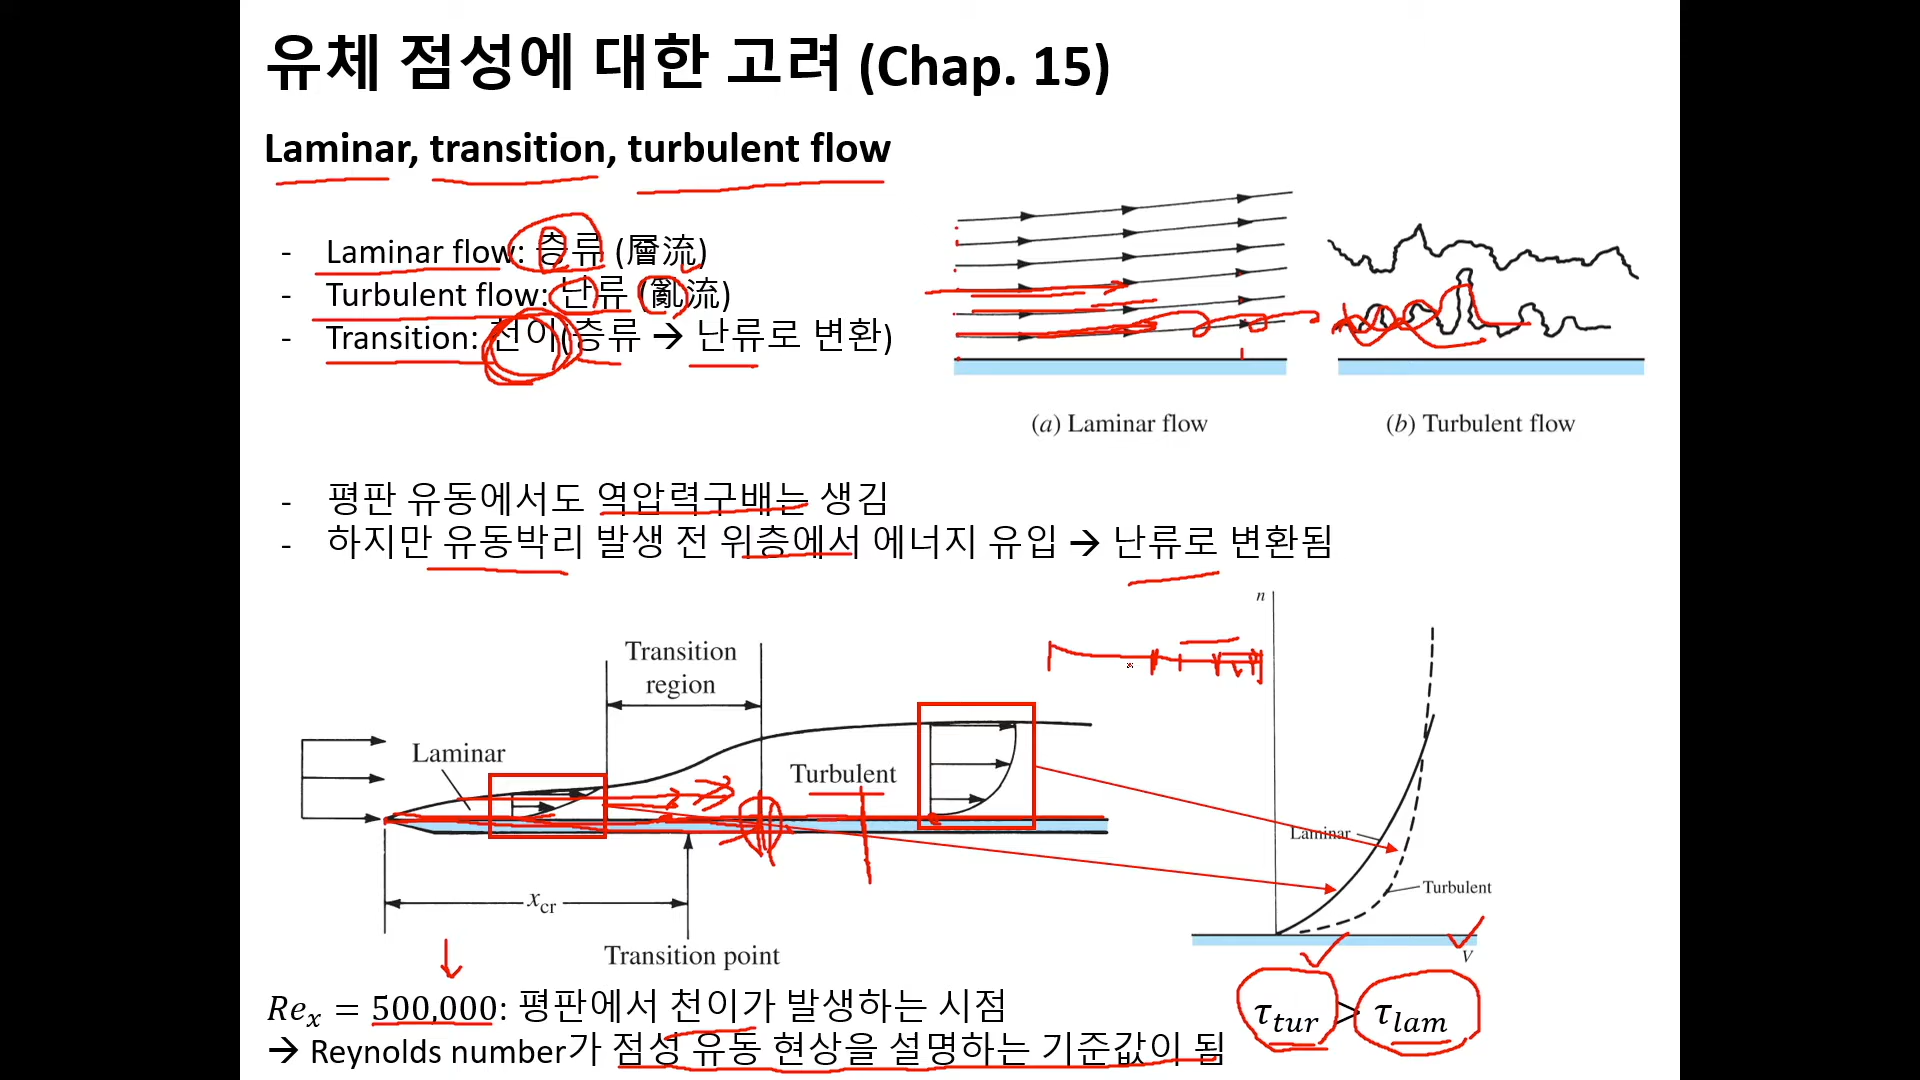 유체 점성에 대한 고려 (Chap. 15)
Laminar, transition, turbulent flow
- Laminar flow: 층류 (層流)
- Turbulent flow: 난류 (亂流)
- Transition: 천이(층류 → 난류로 변환)
(a) Laminar flow
(b) Turbulent flow
- 평판 유동에서도 역압력구배는 생김
- 하지만 유동박리 발생 전 위층에서 에너지 유입 → 난류로 변환됨
n
Transition
region
Laminar
Turbulent
Laminar
Turbulent
x_cr
Transition point
V
Re_x = 500,000: 평판에서 천이가 발생하는 시점
→ Reynolds number가 점성 유동 현상을 설명하는 기준값이 됨
τ_tur > τ_lam